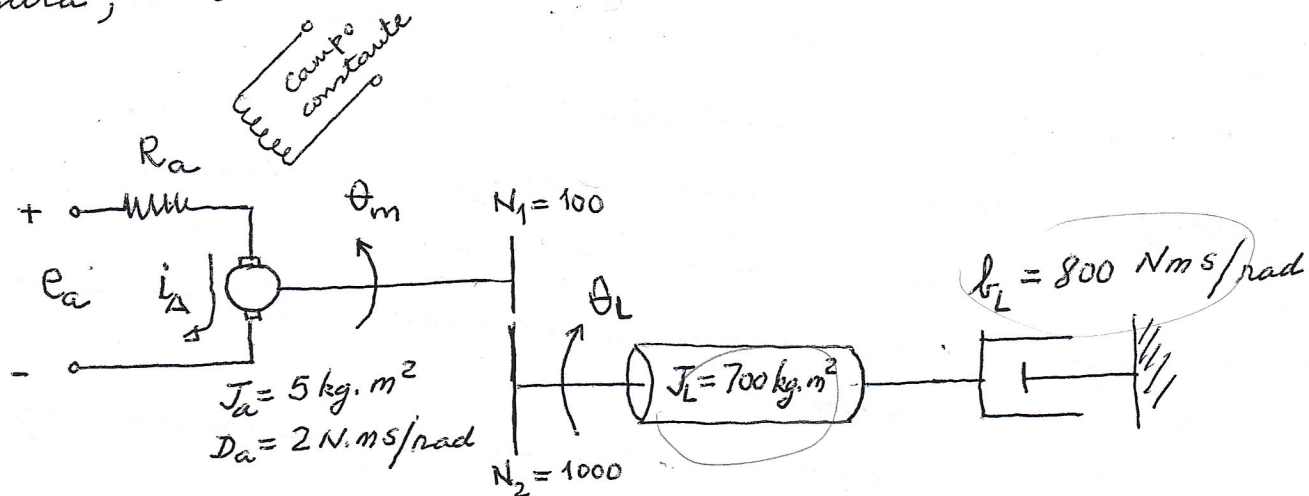 campo
constante
Rₐ
+
eₐ
-
i_A
θₘ
Jₐ = 5 kg.m²
Dₐ = 2 N.ms/rad
N₁ = 100
N₂ = 1000
θ_L
J_L = 700 kg.m²
b_L = 800 Nms/rad